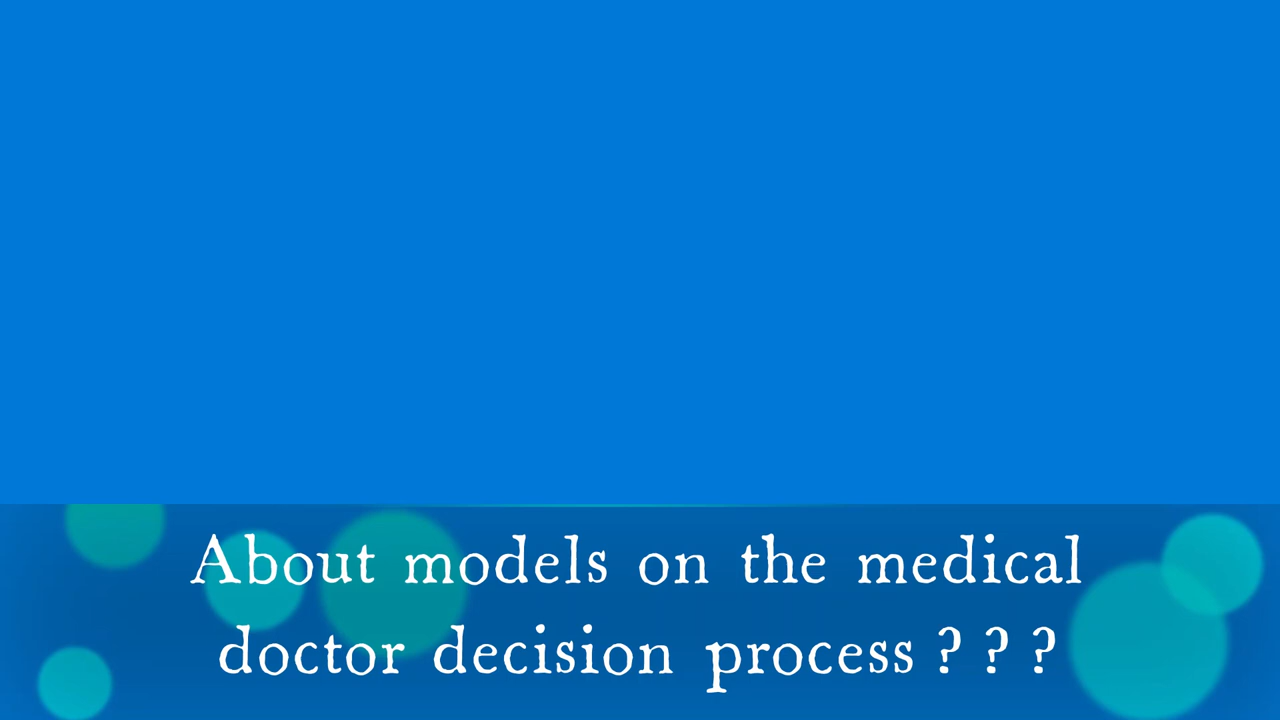 About models on the medical
doctor decision process ? ? ?